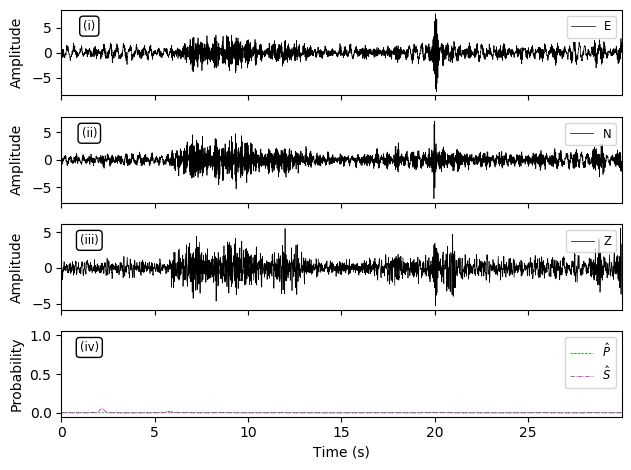 Amplitude
5
0
−5
(i)
E
Amplitude
5
0
−5
(ii)
N
Amplitude
5
0
−5
(iii)
Z
Probability
1.0
0.5
0.0
(iv)
P̂
Ŝ
0 5 10 15 20 25
Time (s)